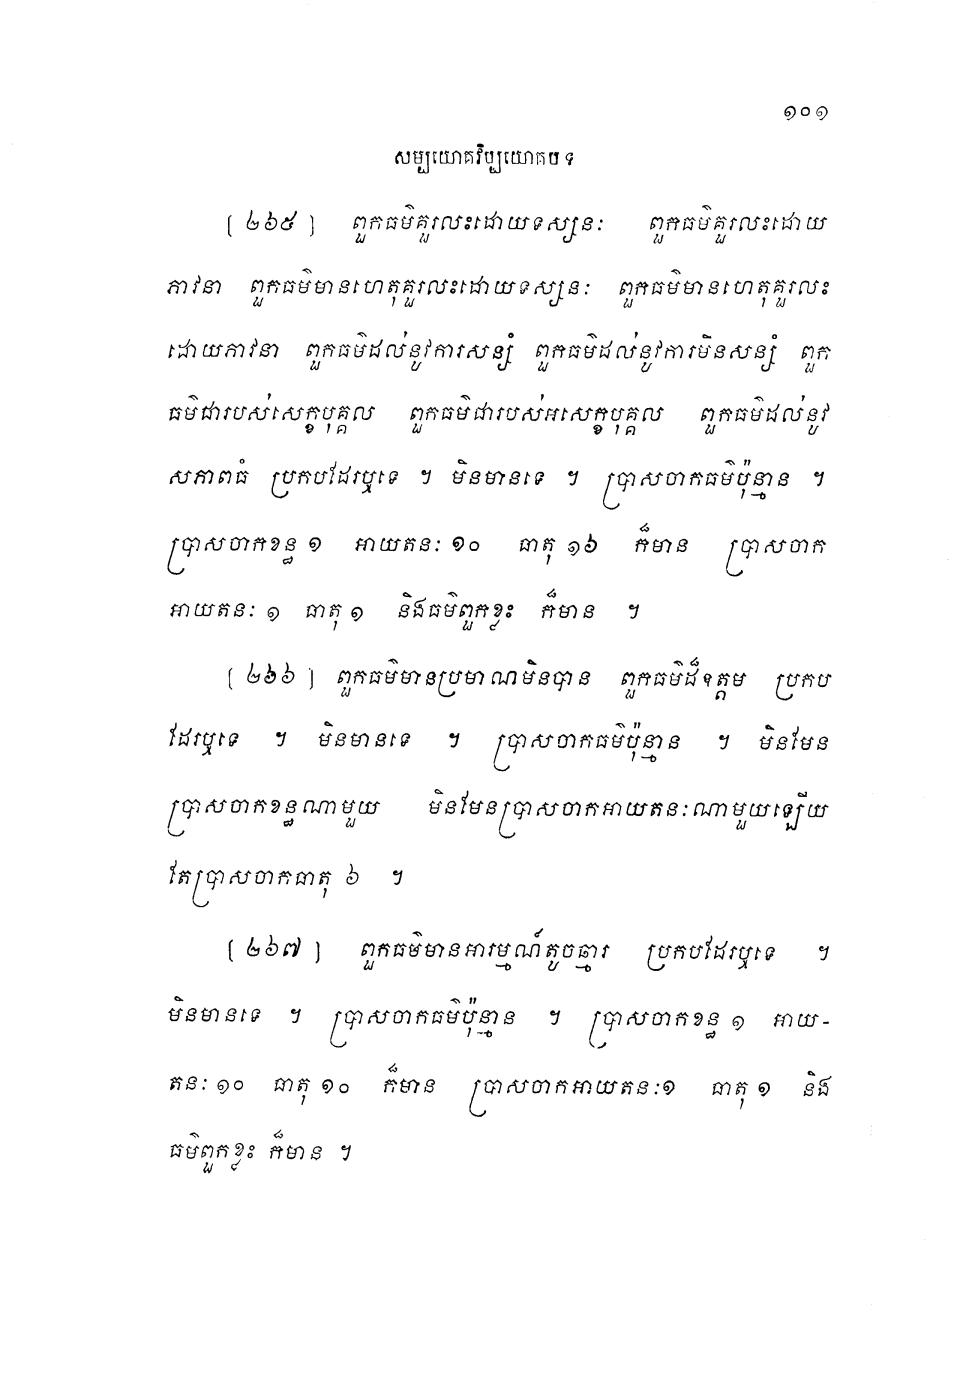 ១០១
សម្បយោគវិប្បយោគបទ
[ ២៦៥ ] ពួកធម៌គួរលះដោយទស្សនៈ ពួកធម៌គួរលះដោយ
ភាវនា ពួកធម៌មានហេតុគួរលះដោយទស្សនៈ ពួកធម៌មានហេតុគួរលះ
ដោយភាវនា ពួកធម៌ដល់នូវការសន្សំ ពួកធម៌ដល់នូវការមិនសន្សំ ពួក
ធម៌ជារបស់សេក្ខបុគ្គល ពួកធម៌ជារបស់អសេក្ខបុគ្គល ពួកធម៌ដល់នូវ
សភាពធំ ប្រកបដែរឬទេ ។ មិនមានទេ ។ ប្រាសចាកធម៌ប៉ុន្មាន ។
ប្រាសចាកខន្ធ ១ អាយតនៈ ១០ ធាតុ ១៦ ក៏មាន ប្រាសចាក
អាយតនៈ ១ ធាតុ ១ និងធម៌ពួកខ្លះ ក៏មាន ។
[ ២៦៦ ] ពួកធម៌មានប្រមាណមិនបាន ពួកធម៌ដ៏ឧត្តម ប្រកប
ដែរឬទេ ។ មិនមានទេ ។ ប្រាសចាកធម៌ប៉ុន្មាន ។ មិនមែន
ប្រាសចាកខន្ធណាមួយ មិនមែនប្រាសចាកអាយតនៈណាមួយឡើយ
តែប្រាសចាកធាតុ ៦ ។
[ ២៦៧ ] ពួកធម៌មានអារម្មណ៍តូចឆ្មារ ប្រកបដែរឬទេ ។
មិនមានទេ ។ ប្រាសចាកធម៌ប៉ុន្មាន ។ ប្រាសចាកខន្ធ ១ អាយ-
តនៈ ១០ ធាតុ ១០ ក៏មាន ប្រាសចាកអាយតនៈ១ ធាតុ ១ និង
ធម៌ពួកខ្លះ ក៏មាន ។